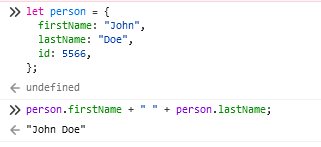 let person = {
  firstName: "John",
  lastName: "Doe",
  id: 5566,
};
undefined
person.firstName + " " + person.lastName;
"John Doe"